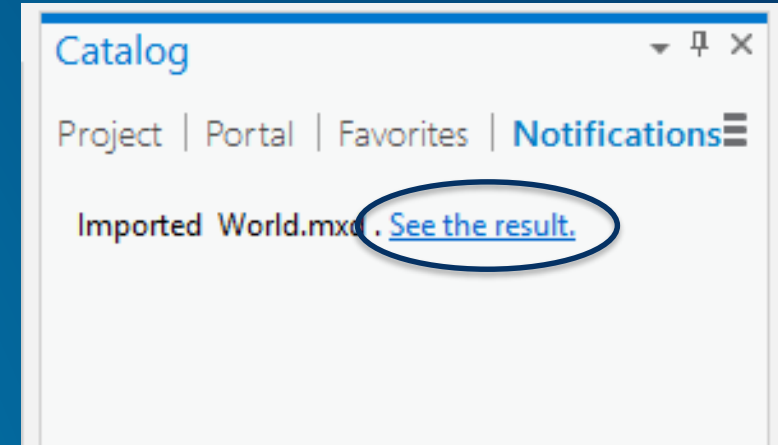 Catalog
Project | Portal | Favorites | Notifications
Imported World.mxd . See the result.